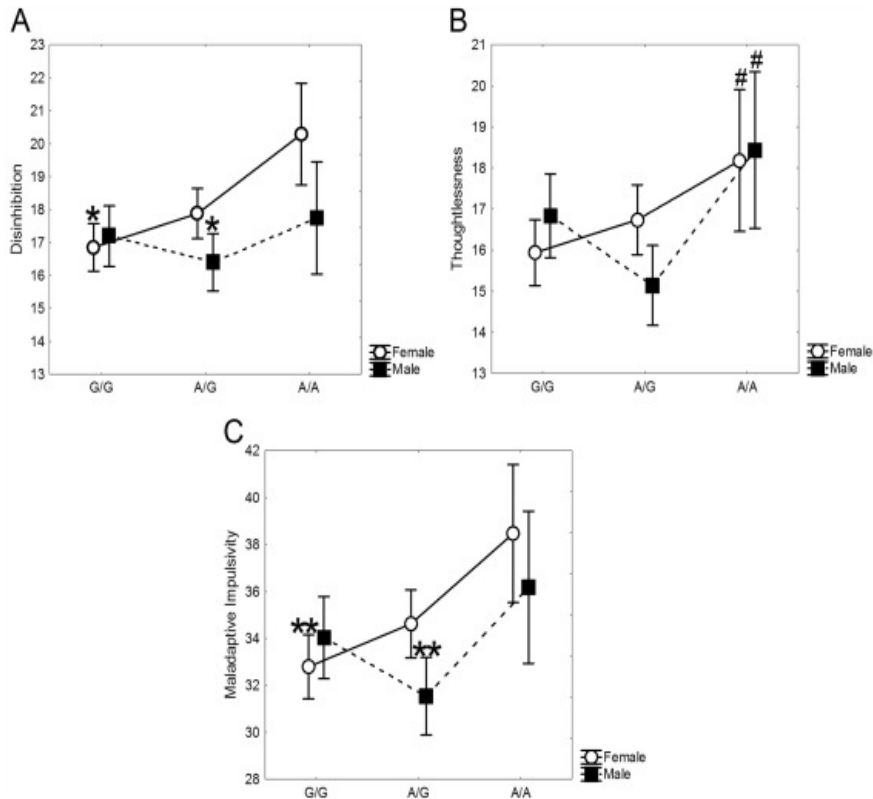 A
Disinhibition
23
22
21
20
19
18
17
16
15
14
13
*
*
G/G A/G A/A
Female
Male
B
Thoughtlessness
21
20
19
18
17
16
15
14
13
# #
G/G A/G A/A
Female
Male
C
Maladaptive Impulsivity
42
40
38
36
34
32
30
28
**
**
G/G A/G A/A
Female
Male